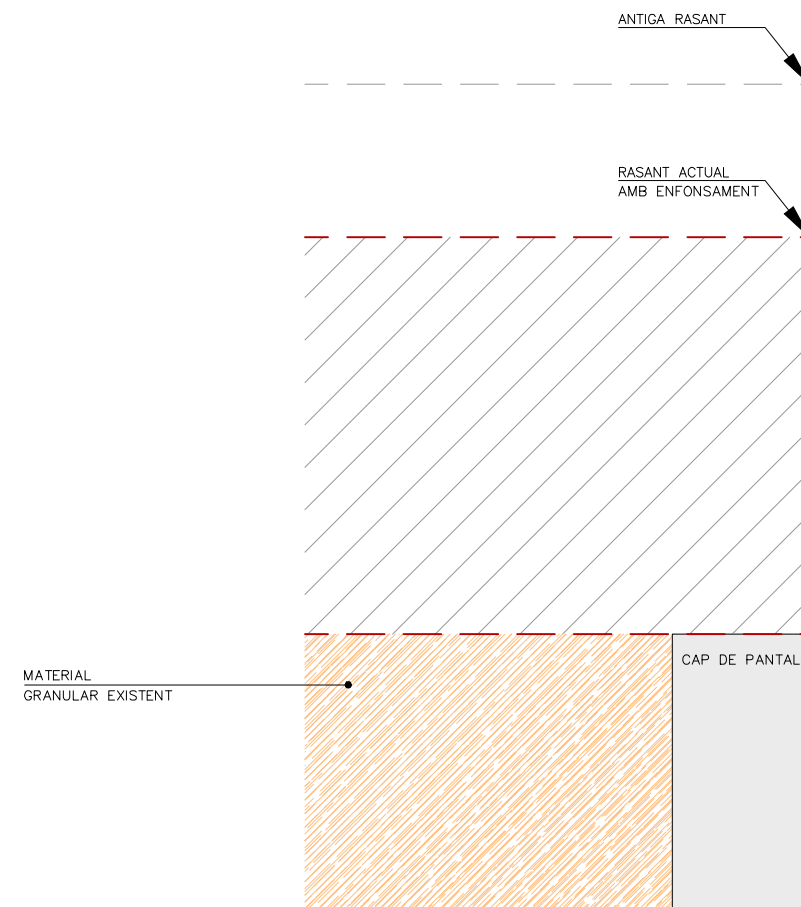 ANTIGA RASANT
RASANT ACTUAL
AMB ENFONSAMENT
CAP DE PANTAL
MATERIAL
GRANULAR EXISTENT